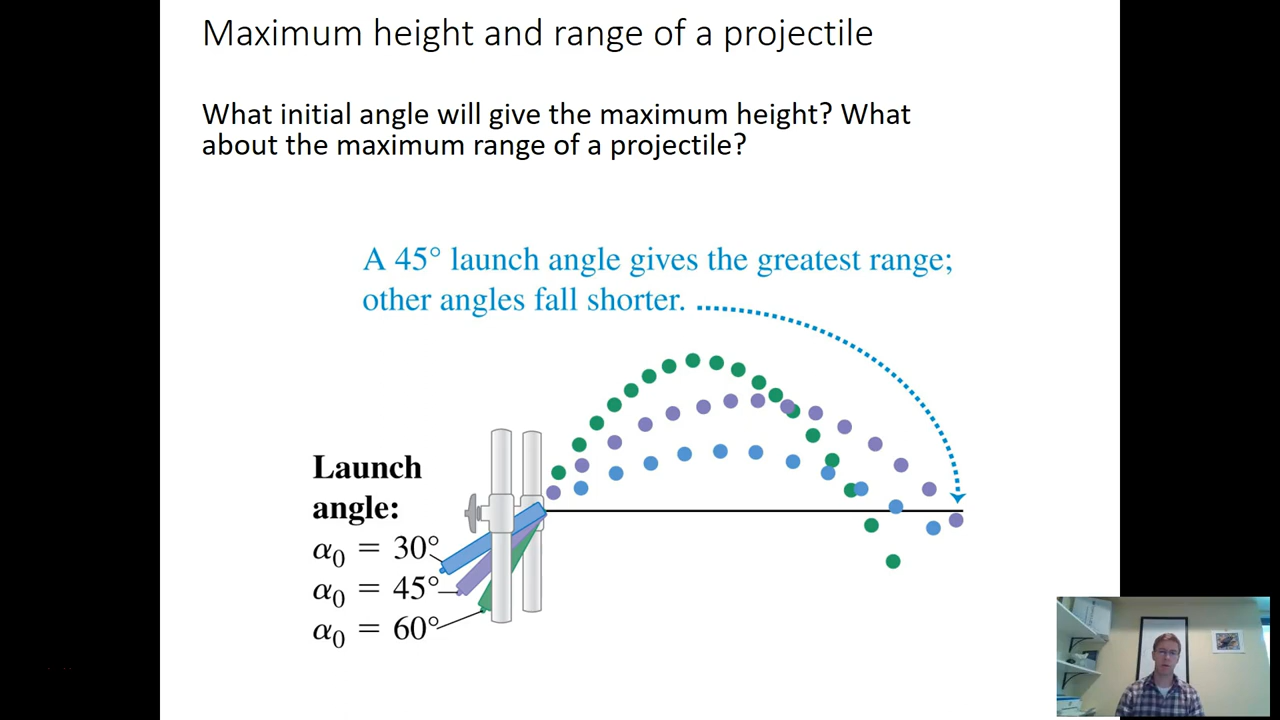 Maximum height and range of a projectile
What initial angle will give the maximum height? What
about the maximum range of a projectile?
A 45° launch angle gives the greatest range;
other angles fall shorter.
Launch
angle:
α₀ = 30°
α₀ = 45°
α₀ = 60°